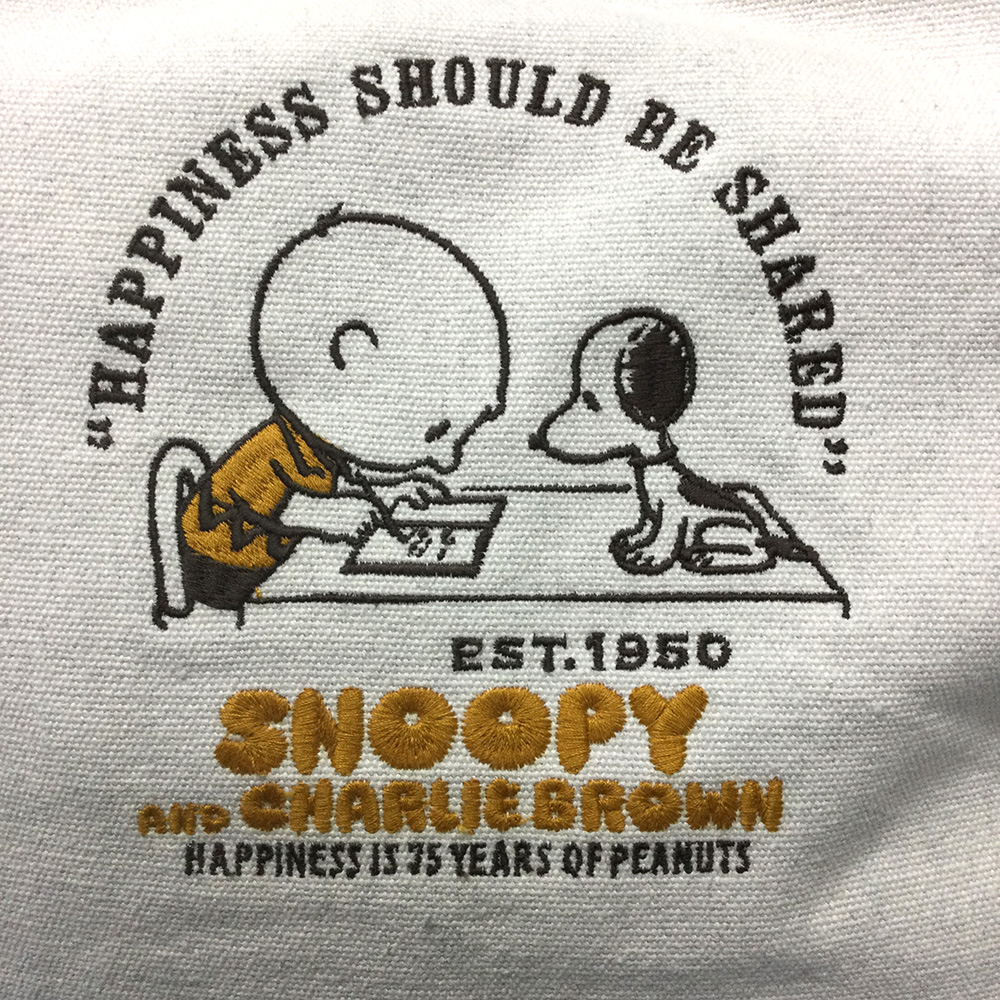 “HAPPINESS SHOULD BE SHARED”
EST.1950
SNOOPY
AND CHARLIE BROWN
HAPPINESS IS 75 YEARS OF PEANUTS